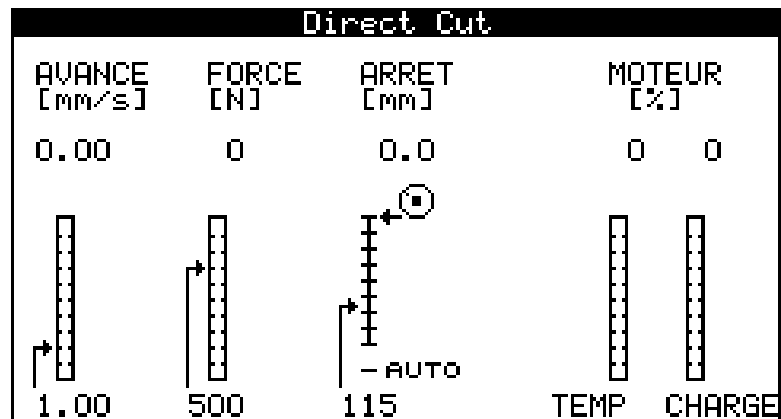 Direct Cut
AVANCE FORCE ARRET MOTEUR
[mm/s] [N] [mm] [%]
0.00 0 0.0 0 0
-AUTO
1.00 500 115 TEMP CHARGE